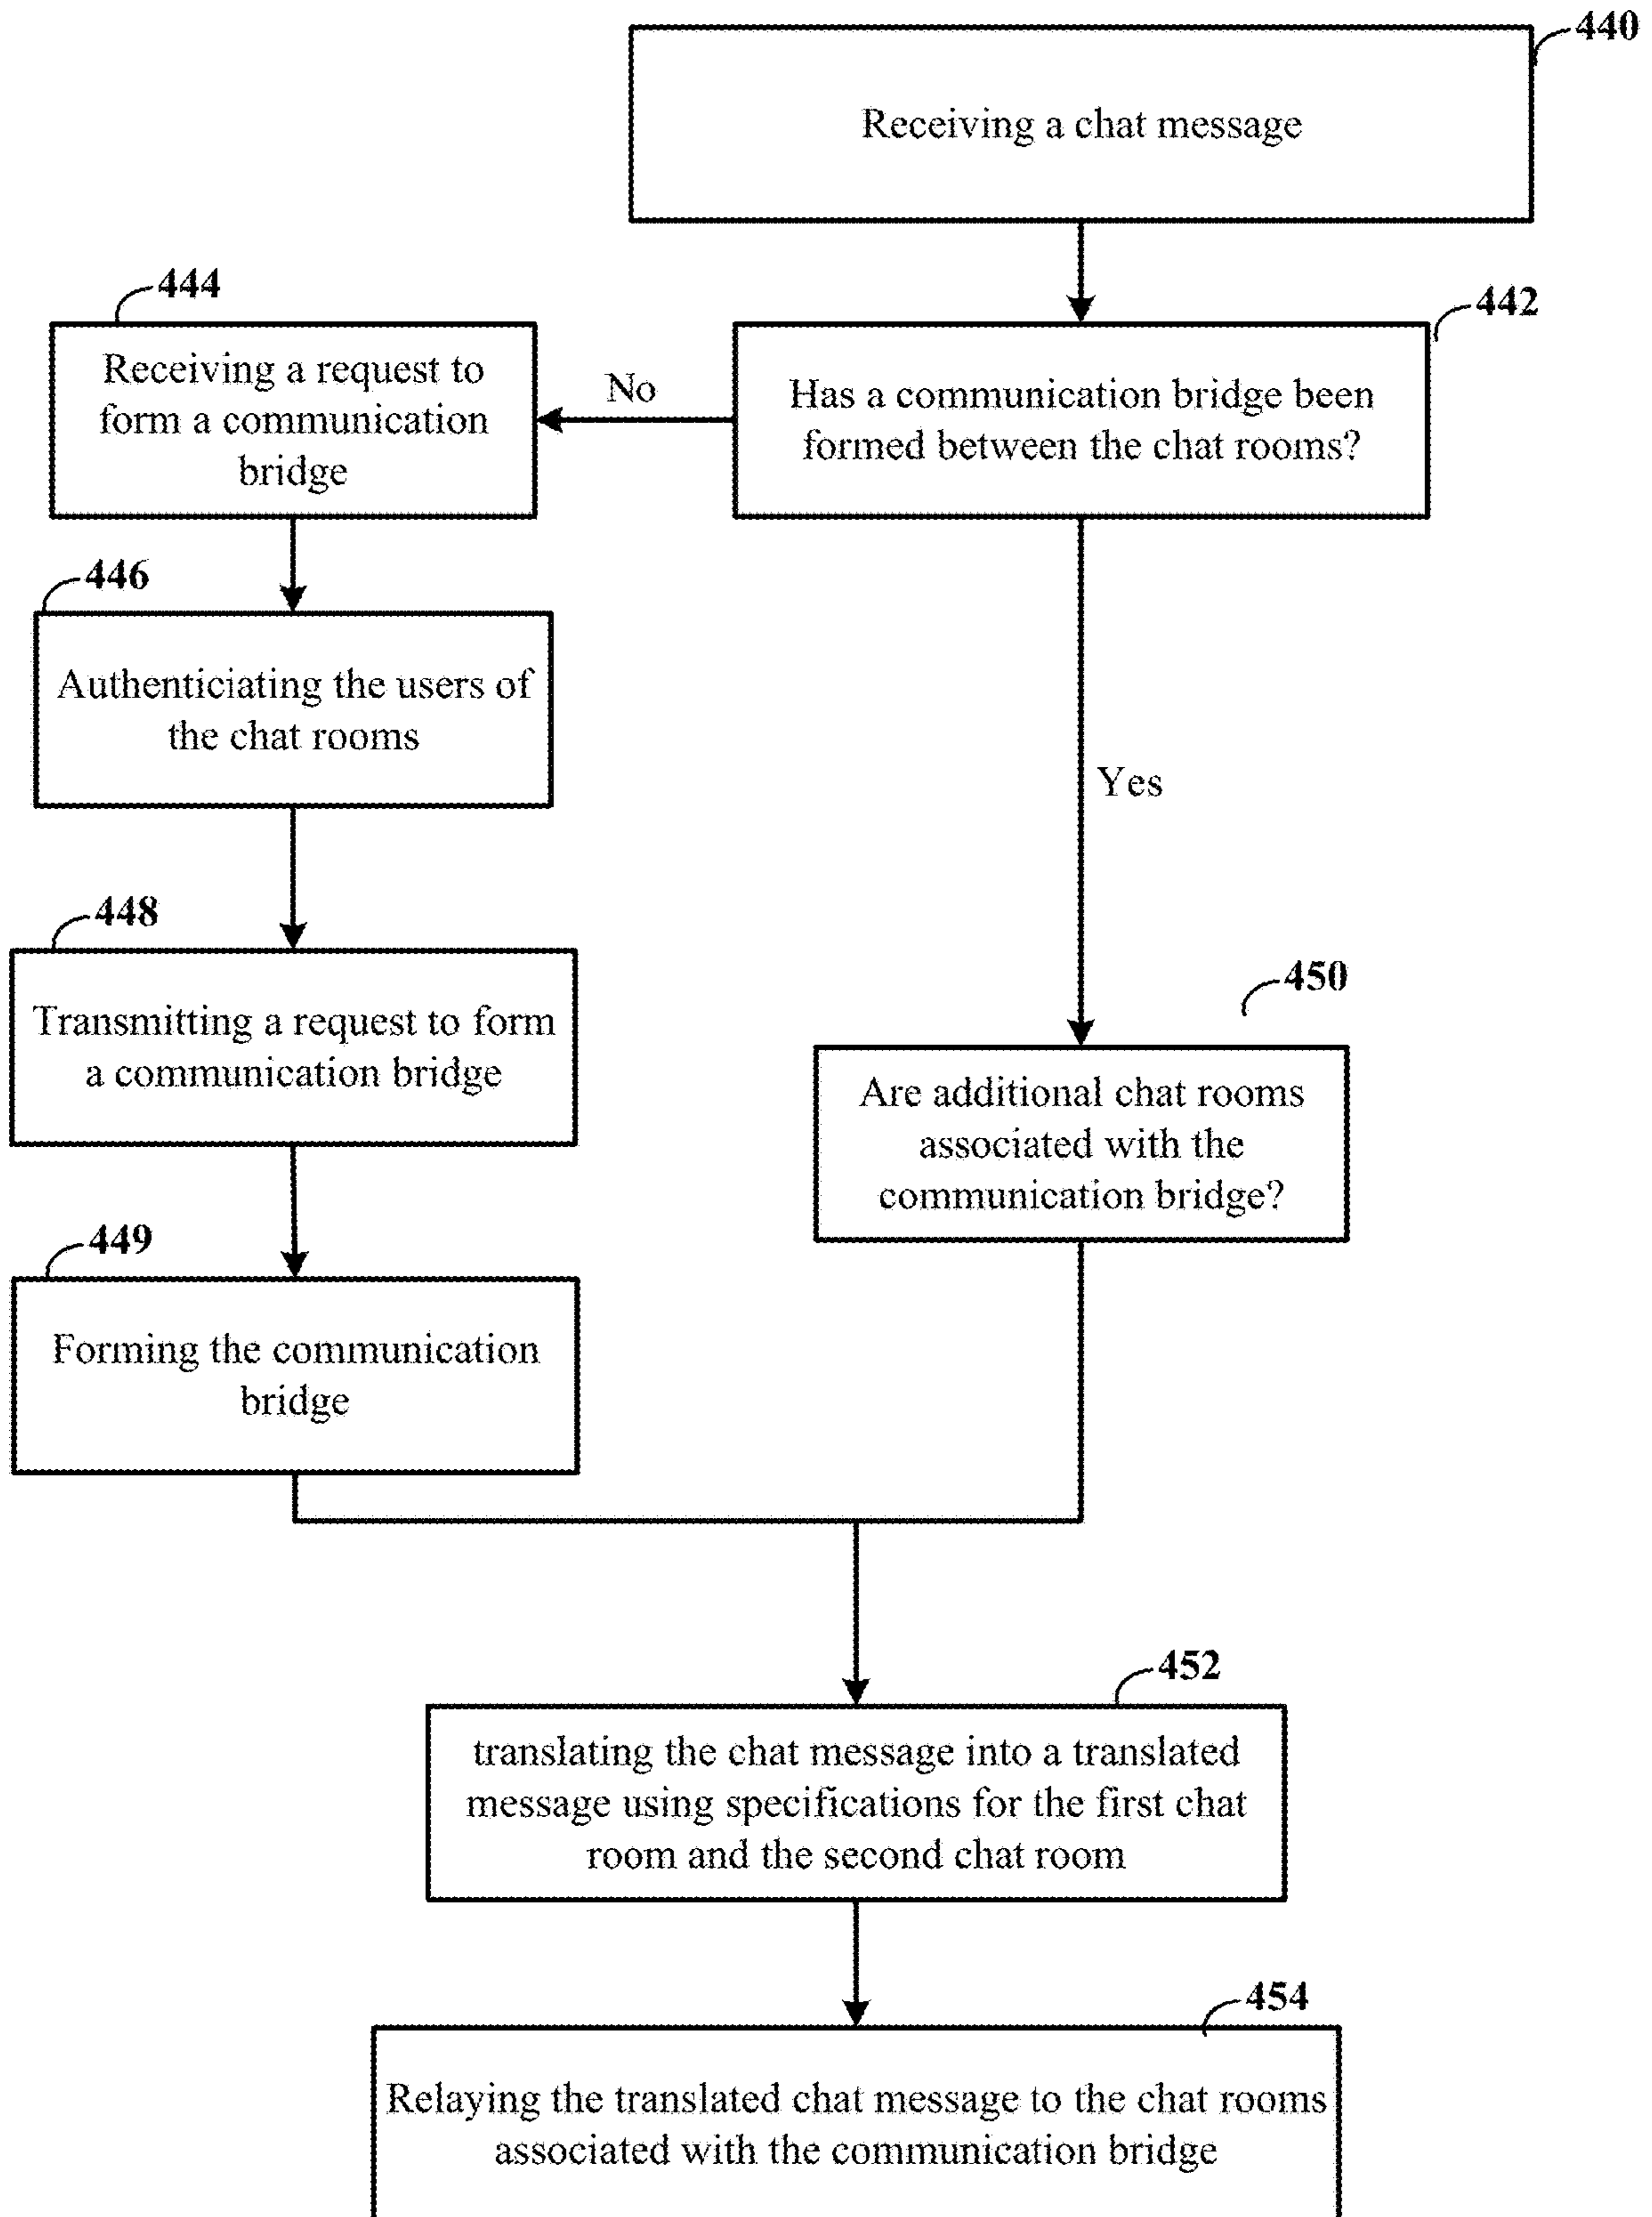 440
Receiving a chat message
444
442
Receiving a request to
form a communication
bridge
No
Has a communication bridge been
formed between the chat rooms?
446
Authenticiating the users of
the chat rooms
Yes
448
450
Transmitting a request to form
a communication bridge
Are additional chat rooms
associated with the
communication bridge?
449
Forming the communication
bridge
452
translating the chat message into a translated
message using specifications for the first chat
room and the second chat room
454
Relaying the translated chat message to the chat rooms
associated with the communication bridge